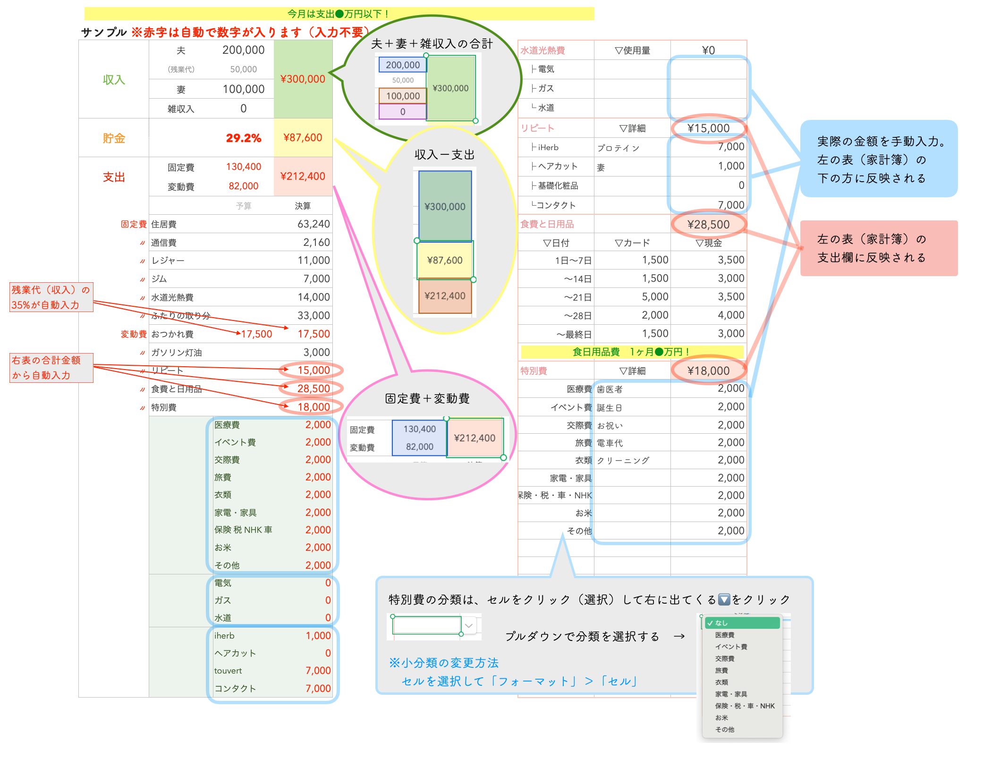 今月は支出●万円以下！
サンプル ※赤字は自動で数字が入ります（入力不要）
収入
夫 200,000
（残業代） 50,000
妻 100,000
雑収入 0
¥300,000
貯金 29.2% ¥87,600
支出
固定費 130,400
変動費 82,000
¥212,400
予算 決算
固定費 住居費 63,240
〃 通信費 2,160
〃 レジャー 11,000
〃 ジム 7,000
〃 水道光熱費 14,000
〃 ふたりの取り分 33,000
変動費 おつかれ費 17,500 17,500
〃 ガソリン灯油 3,000
〃 リピート 15,000
〃 食費と日用品 28,500
〃 特別費 18,000
医療費 2,000
イベント費 2,000
交際費 2,000
旅費 2,000
衣類 2,000
家電・家具 2,000
保険 税 NHK 車 2,000
お米 2,000
その他 2,000
電気 0
ガス 0
水道 0
iherb 1,000
ヘアカット 0
touvert 7,000
コンタクト 7,000
残業代（収入）の
35%が自動入力
右表の合計金額
から自動入力
夫＋妻＋雑収入の合計
200,000
50,000
100,000
0
¥300,000
収入－支出
¥300,000
¥87,600
¥212,400
固定費＋変動費
固定費 130,400
変動費 82,000
¥212,400
水道光熱費 ▽使用量 ¥0
├ 電気
├ ガス
└ 水道
リピート ▽詳細 ¥15,000
├ iHerb プロテイン 7,000
├ ヘアカット 妻 1,000
├ 基礎化粧品 0
└コンタクト 7,000
食費と日用品 ¥28,500
▽日付 ▽カード ▽現金
1日〜7日 1,500 3,500
〜14日 1,500 3,000
〜21日 5,000 3,500
〜28日 2,000 4,000
〜最終日 1,500 3,000
食日用品費 1ヶ月●万円！
特別費 ▽詳細 ¥18,000
医療費 歯医者 2,000
イベント費 誕生日 2,000
交際費 お祝い 2,000
旅費 電車代 2,000
衣類 クリーニング 2,000
家電・家具 2,000
保険・税・車・NHK 2,000
お米 2,000
その他 2,000
実際の金額を手動入力。
左の表（家計簿）の
下の方に反映される
左の表（家計簿）の
支出欄に反映される
特別費の分類は、セルをクリック（選択）して右に出てくる🔽をクリック
プルダウンで分類を選択する →
※小分類の変更方法
セルを選択して「フォーマット」＞「セル」
✓ なし
医療費
イベント費
交際費
旅費
衣類
家電・家具
保険・税・車・NHK
お米
その他